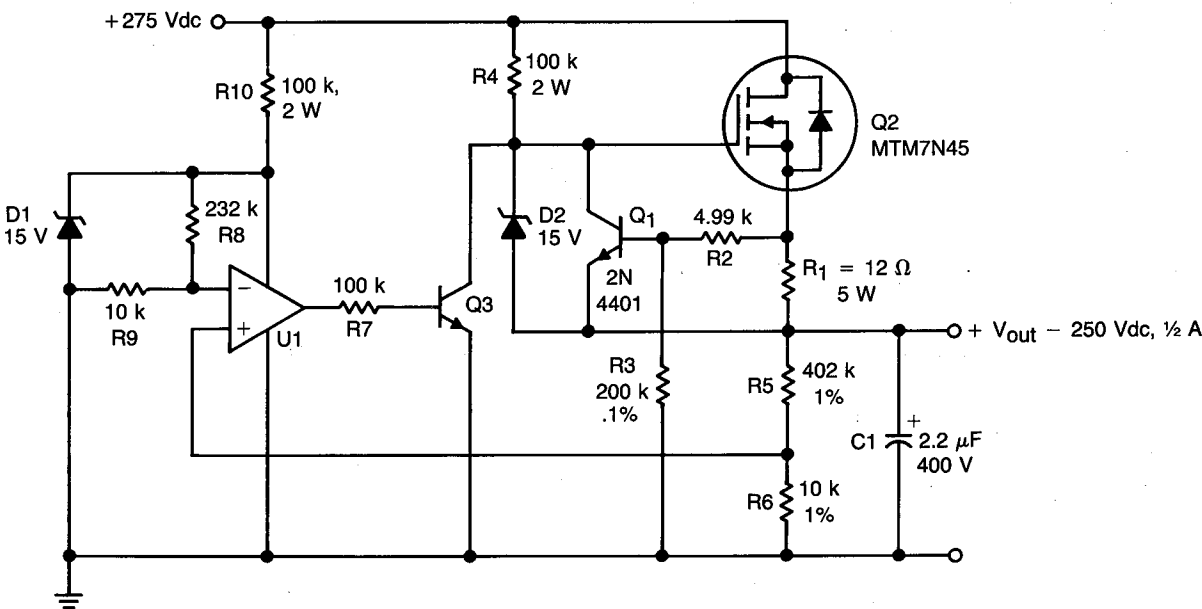 +275 Vdc
R10
100 k,
2 W
R4
100 k
2 W
Q2
MTM7N45
D1
15 V
232 k
R8
D2
15 V
Q1
2N
4401
4.99 k
R2
R1 = 12 Ω
5 W
10 k
R9
−
+
U1
100 k
R7
Q3
+ Vout − 250 Vdc, ½ A
R3
200 k
.1%
R5
402 k
1%
C1
+
2.2 μF
400 V
R6
10 k
1%